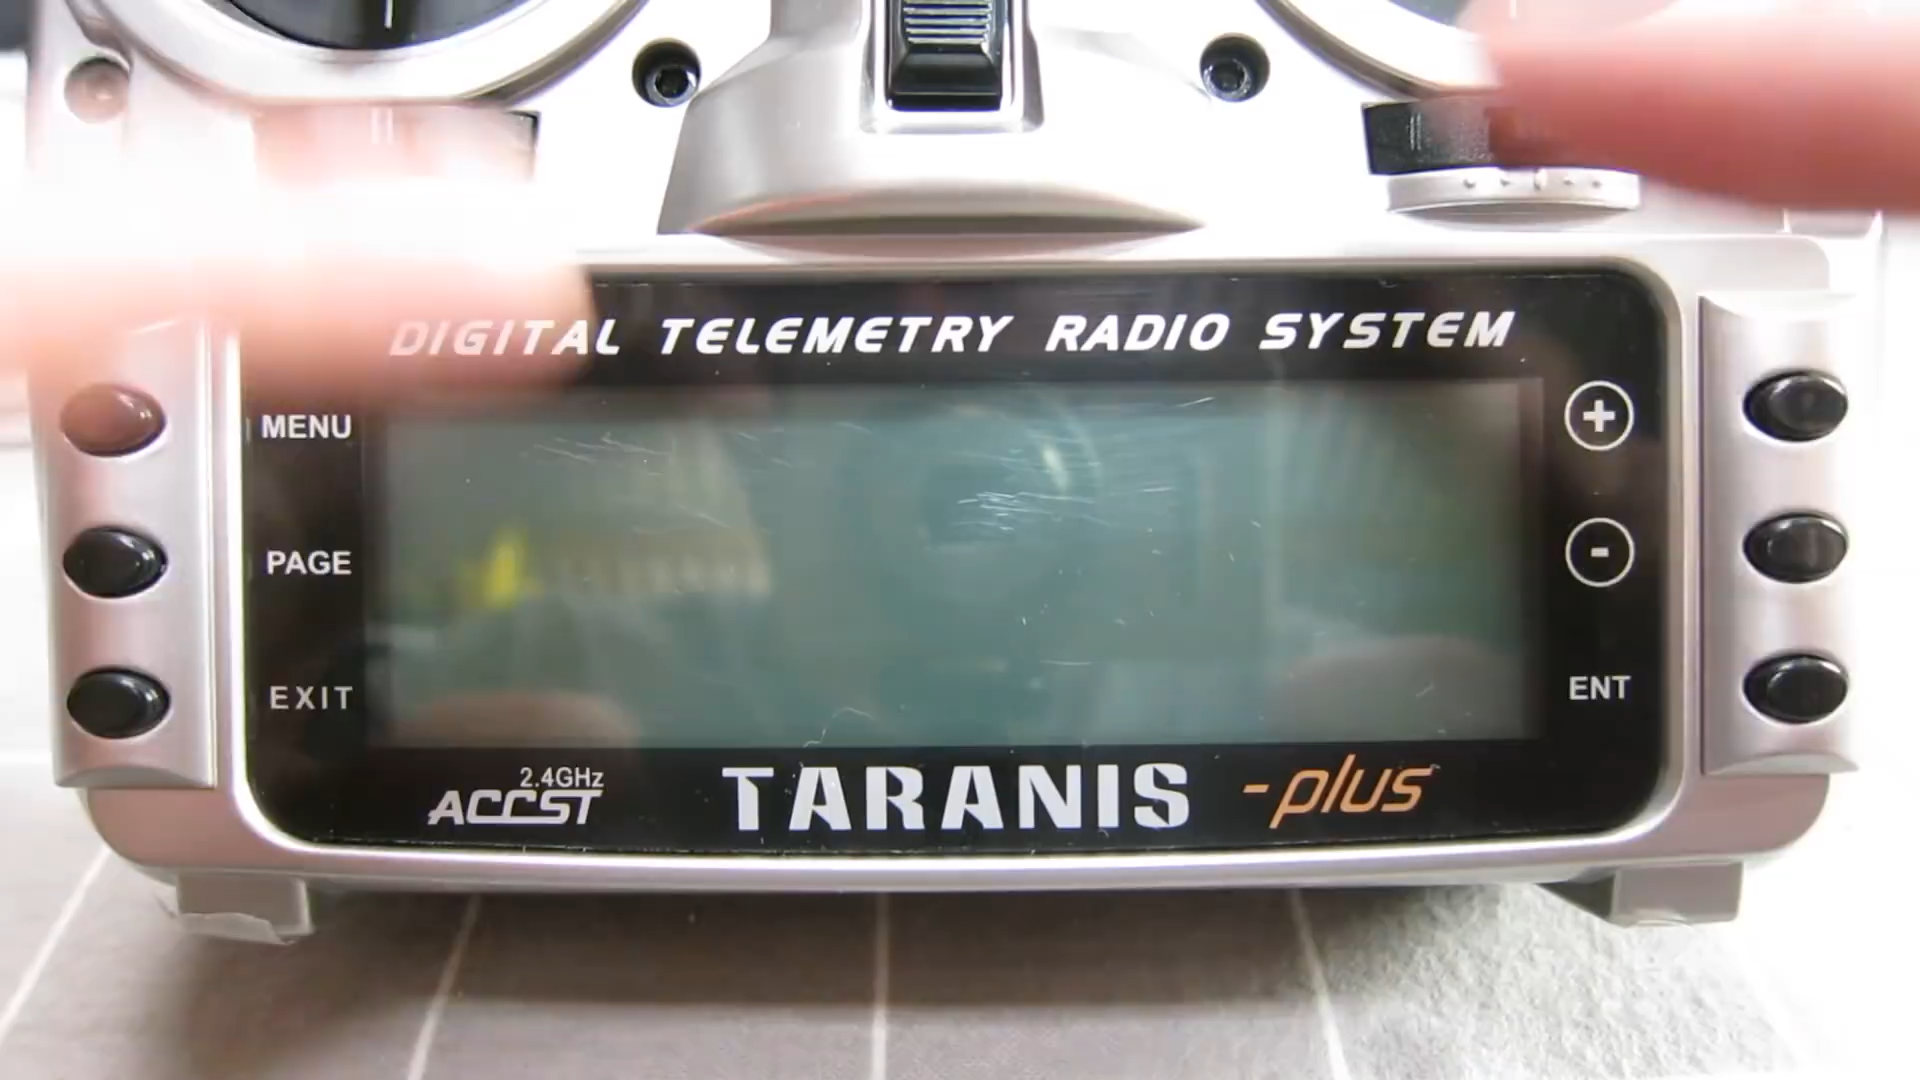 DIGITAL TELEMETRY RADIO SYSTEM
MENU
PAGE
EXIT
+
-
ENT
2.4GHz
ACCST
TARANIS -plus